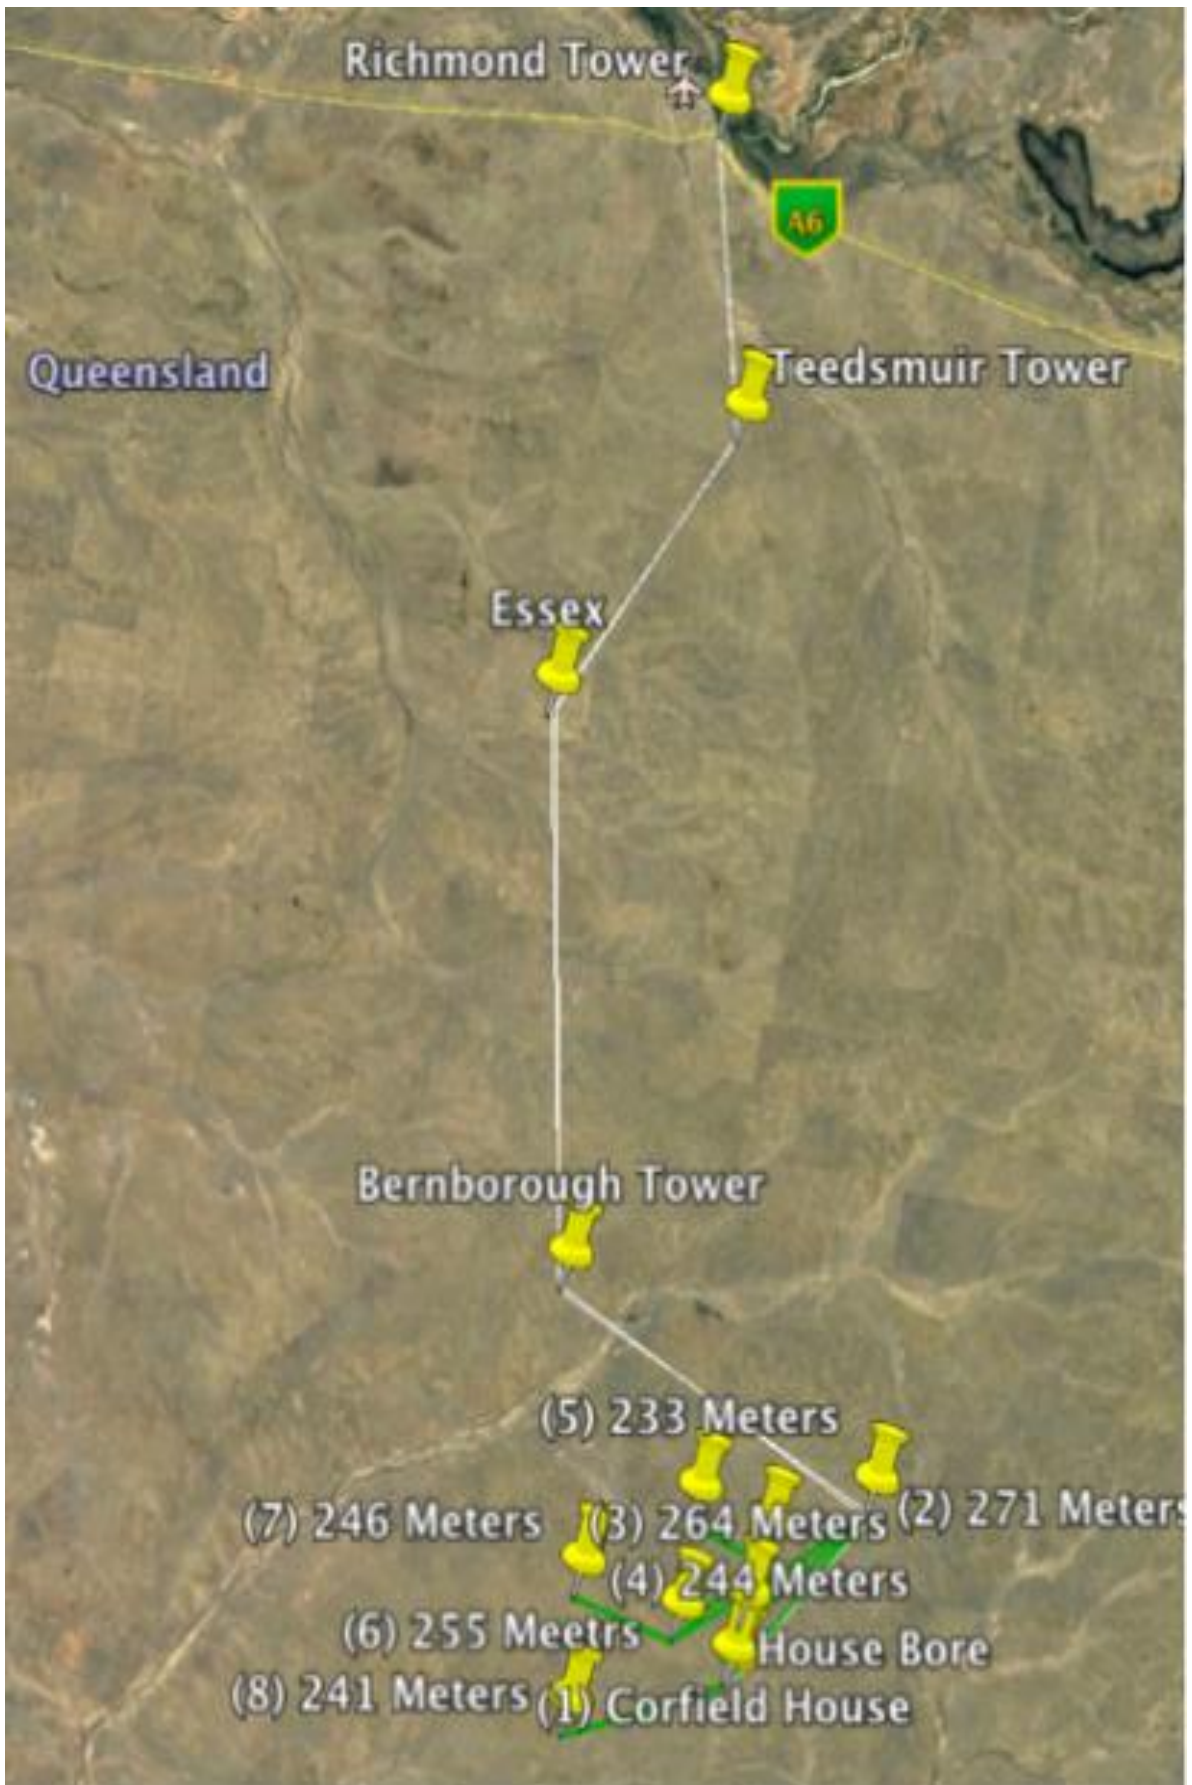 Richmond Tower
A6
Queensland
Teedsmuir Tower
Essex
Bernborough Tower
(5) 233 Meters
(7) 246 Meters
(3) 264 Meters
(2) 271 Meters
(4) 244 Meters
(6) 255 Meetrs
House Bore
(8) 241 Meters
(1) Corfield House